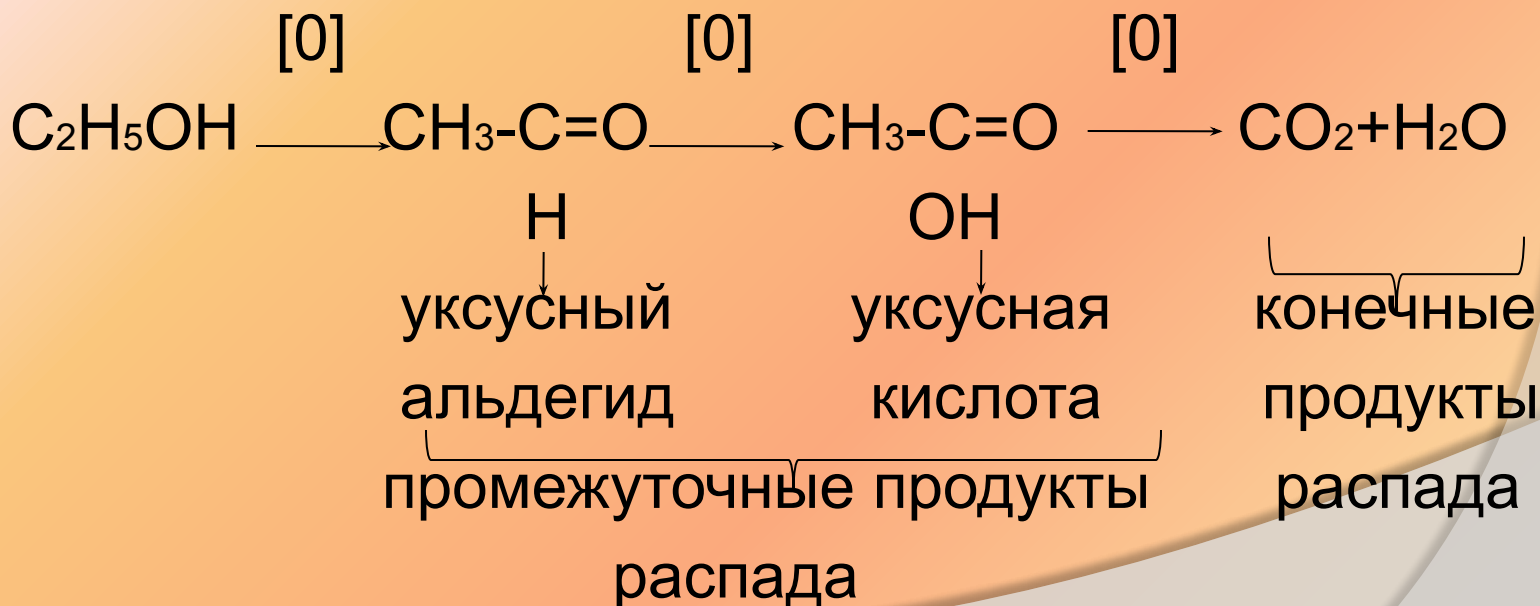 [0] [0] [0]
C₂H₅OH CH₃-C=O CH₃-C=O CO₂+H₂O
H OH
уксусный уксусная конечные
альдегид кислота продукты
промежуточные продукты распада
распада